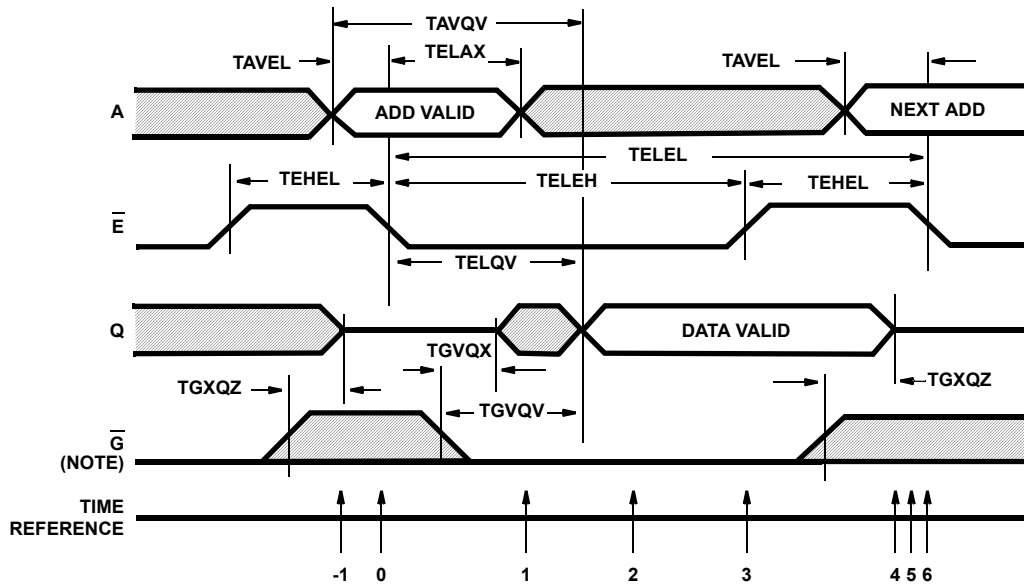 TAVQV
TAVEL
TELAX
TAVEL
A
ADD VALID
NEXT ADD
TELEL
TEHEL
TELEH
TEHEL
E
TELQV
Q
DATA VALID
TGVQX
TGXQZ
TGXQZ
TGVQV
G
(NOTE)
TIME
REFERENCE
-1 0 1 2 3 4 5 6